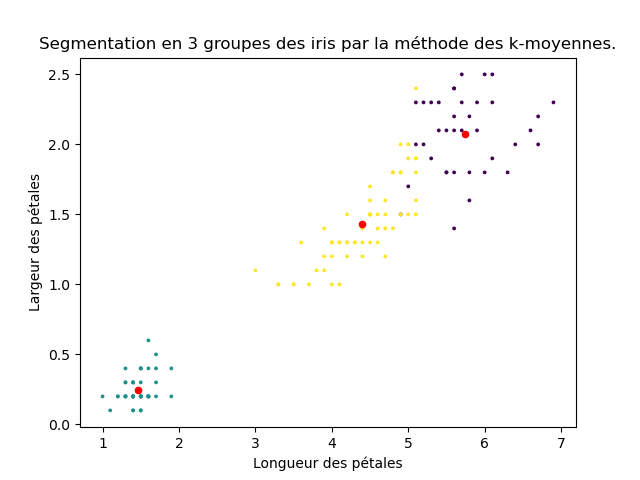 Segmentation en 3 groupes des iris par la méthode des k-moyennes.
2.5
2.0
1.5
1.0
0.5
0.0
Largeur des pétales
1 2 3 4 5 6 7
Longueur des pétales